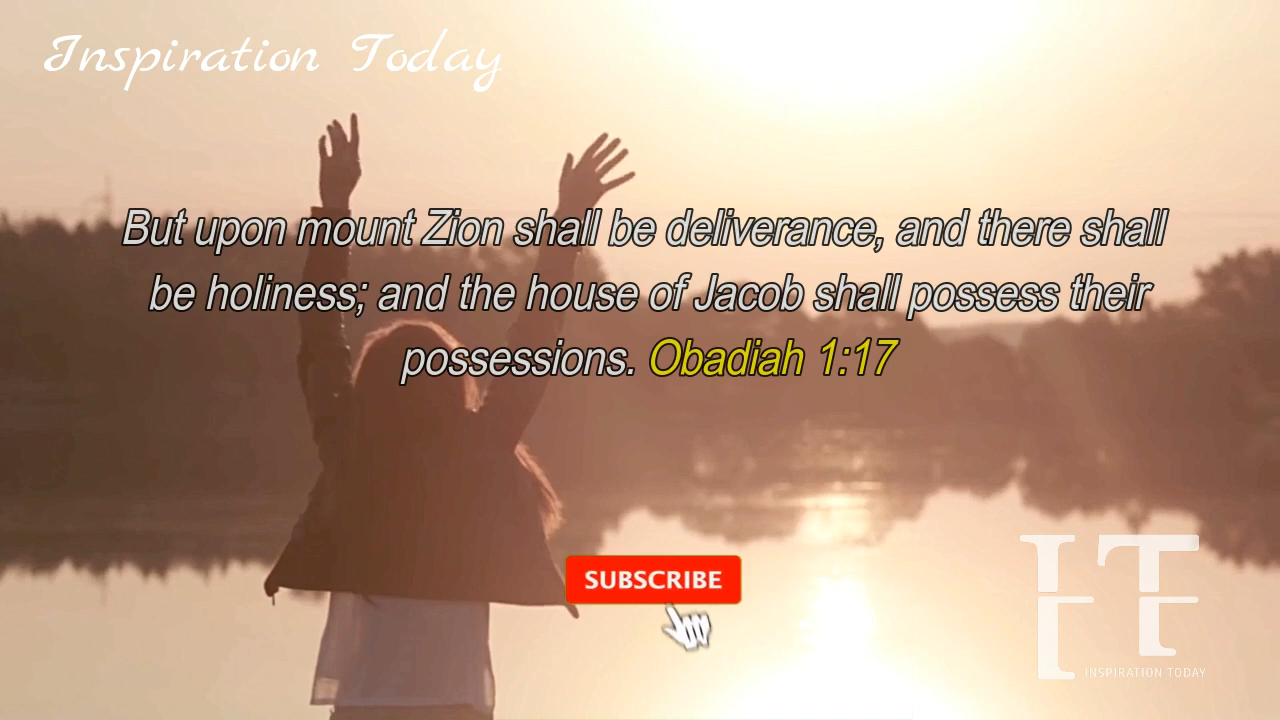 Inspiration Today
But upon mount Zion shall be deliverance, and there shall
be holiness; and the house of Jacob shall possess their
possessions. Obadiah 1:17
SUBSCRIBE
IT
INSPIRATION TODAY